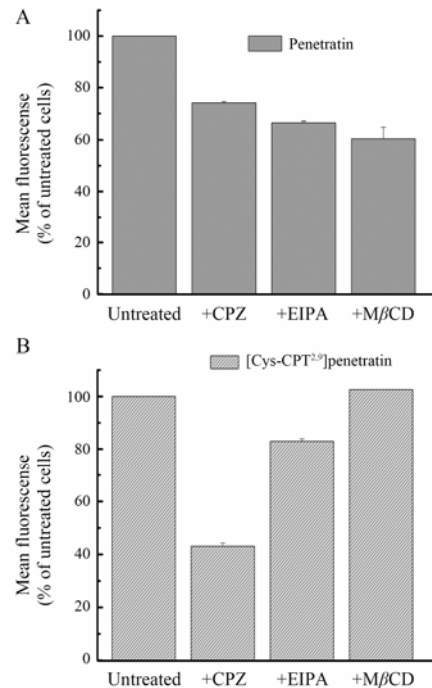 A
Penetratin
Mean fluorescense
(% of untreated cells)
100
80
60
40
20
0
Untreated +CPZ +EIPA +MβCD
B
[Cys-CPT²,⁹]penetratin
Mean fluorescense
(% of untreated cells)
100
80
60
40
20
0
Untreated +CPZ +EIPA +MβCD